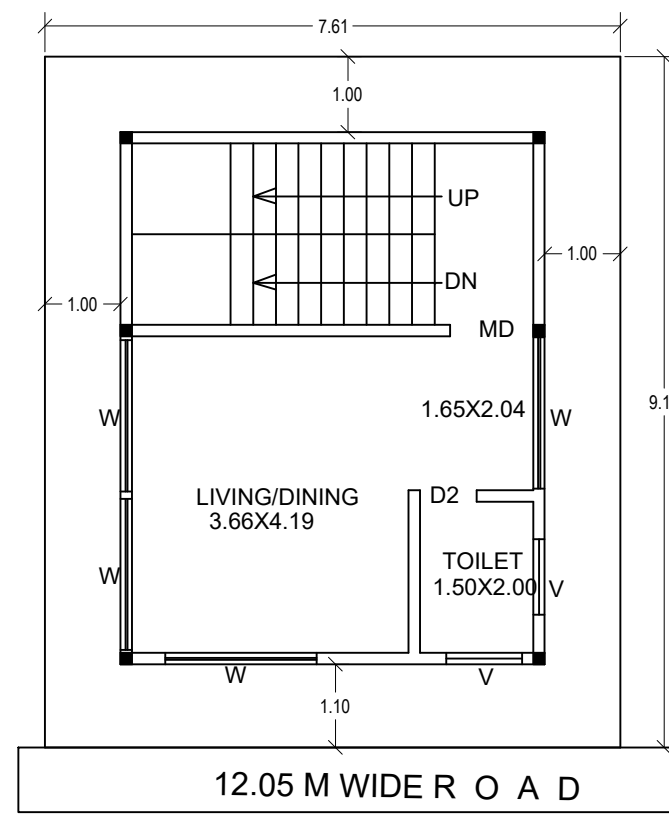 7.61
1.00
UP
1.00
DN
1.00
MD
9.1
1.65X2.04
W
W
LIVING/DINING
D2
3.66X4.19
TOILET
W
1.50X2.00
V
W
V
1.10
12.05 M WIDE R O A D